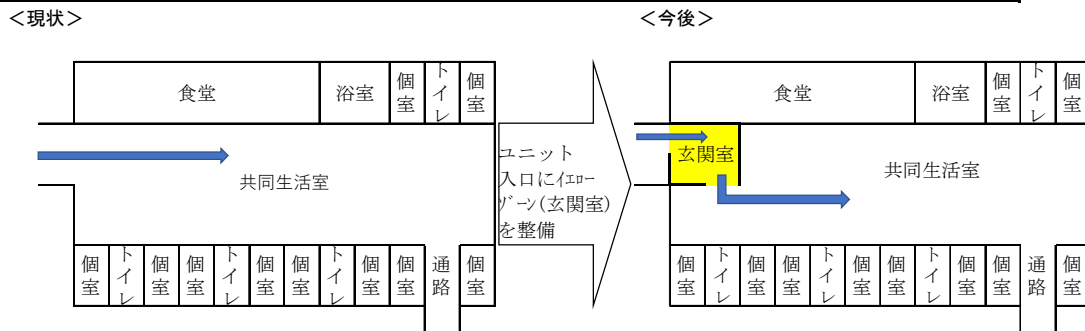 <現状>
<今後>
食堂
浴室
個室
トイレ
個室
共同生活室
個室
トイレ
個室
個室
トイレ
個室
個室
トイレ
個室
個室
通路
個室
ユニット
入口にイエロー
ゾーン(玄関室)
を整備
食堂
浴室
個室
トイレ
個室
玄関室
共同生活室
個室
トイレ
個室
個室
トイレ
個室
個室
トイレ
個室
個室
通路
個室